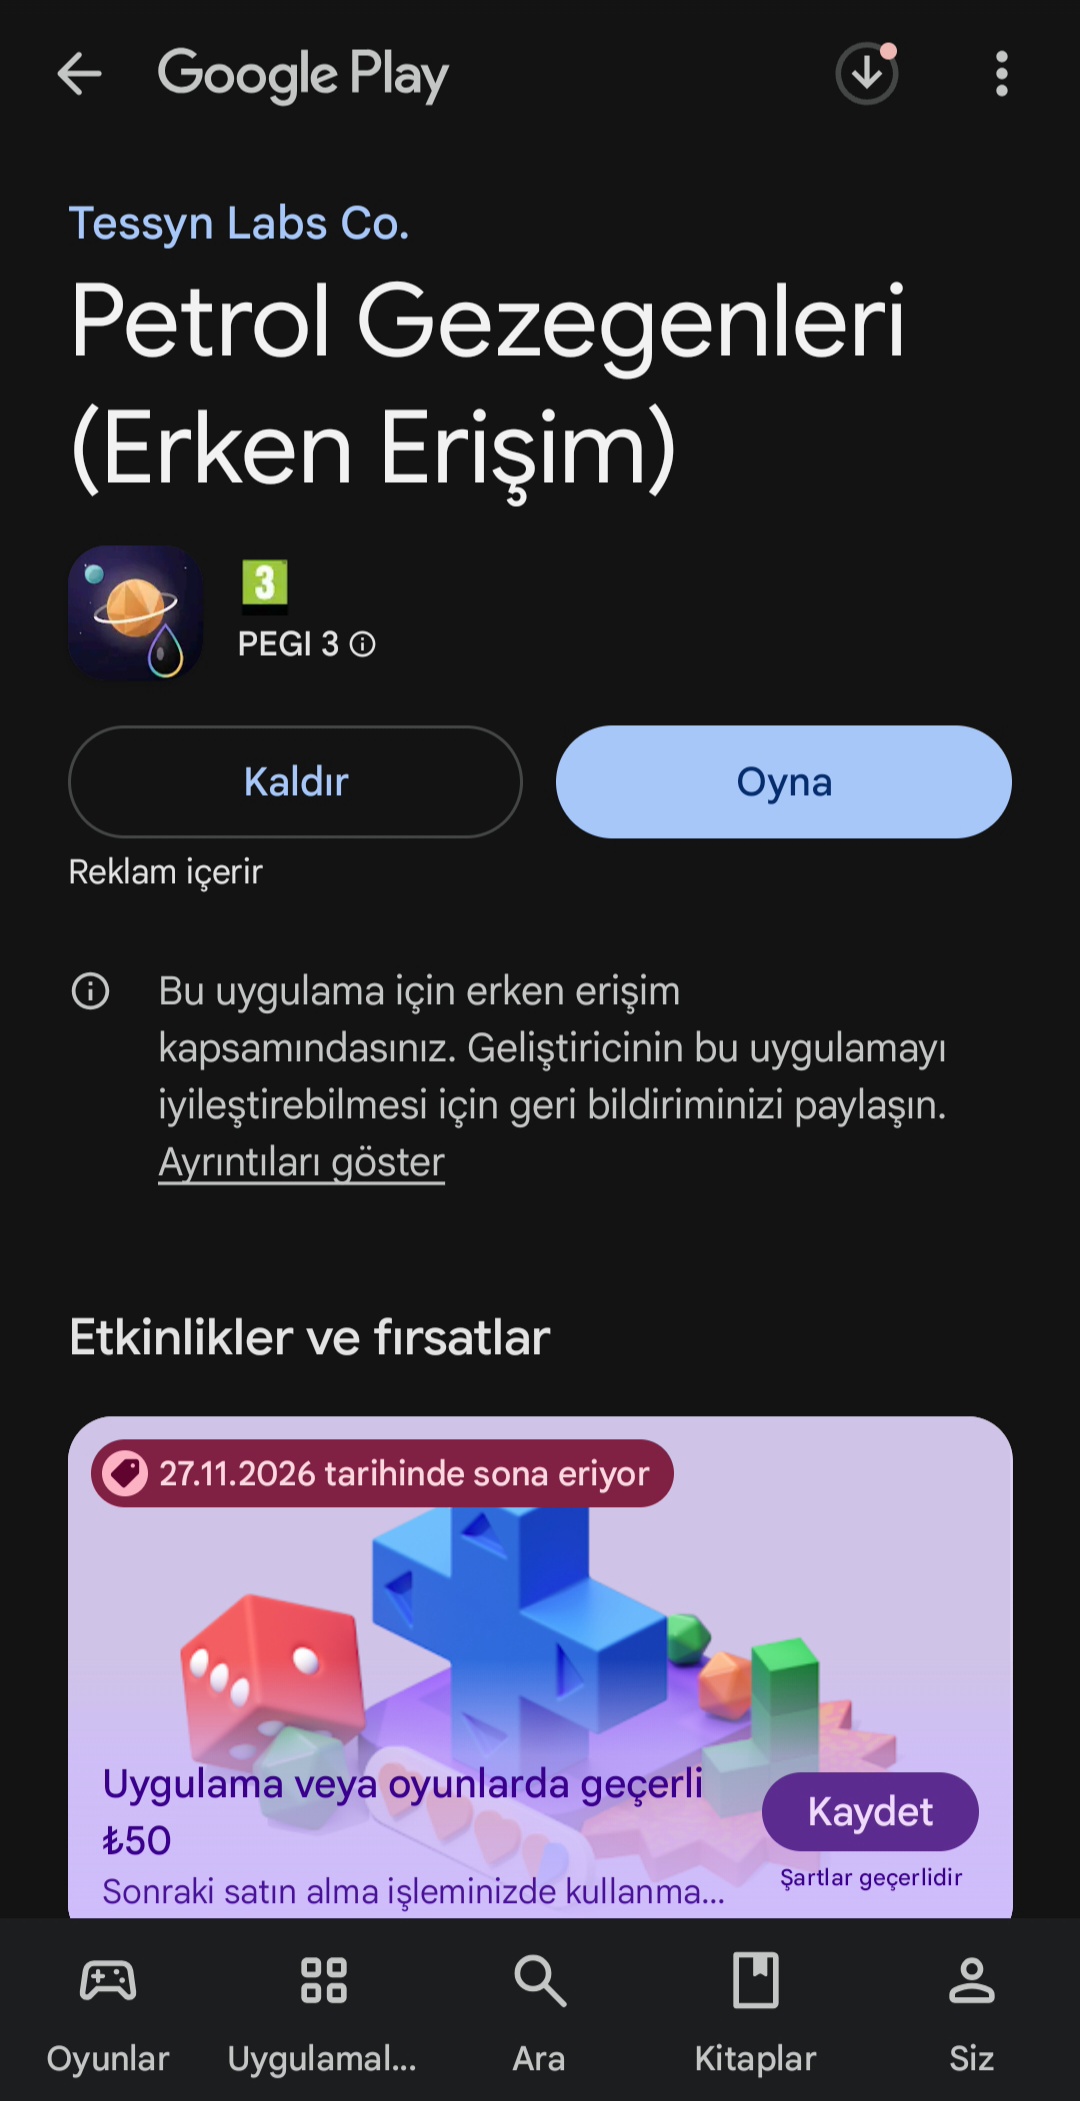 Google Play
Tessyn Labs Co.
Petrol Gezegenleri
(Erken Erişim)
3
PEGI 3
Kaldır
Oyna
Reklam içerir
Bu uygulama için erken erişim
kapsamındasınız. Geliştiricinin bu uygulamayı
iyileştirebilmesi için geri bildiriminizi paylaşın.
Ayrıntıları göster
Etkinlikler ve fırsatlar
27.11.2026 tarihinde sona eriyor
Uygulama veya oyunlarda geçerli
₺50
Sonraki satın alma işleminizde kullanma...
Kaydet
Şartlar geçerlidir
Oyunlar
Uygulamal...
Ara
Kitaplar
Siz